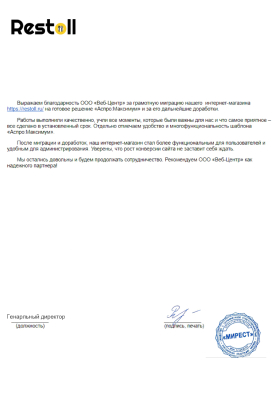 Restoll
Выражаем благодарность ООО «Веб-Центр» за грамотную миграцию нашего интернет-магазина
https://restoll.ru/ на готовое решение «Аспро.Максимум» и за его дальнейшие доработки.
Работы выполняли качественно, учли все моменты, которые были важны для нас и что самое приятное –
все сделано в установленный срок. Отдельно отмечаем удобство и многофункциональность шаблона
«Аспро.Максимум».
После миграции и доработок, наш интернет-магазин стал более функциональным для пользователей и
удобным для администрирования. Уверены, что рост конверсии сайта не заставит себя ждать.
Мы остались довольны и будем продолжать сотрудничество. Рекомендуем ООО «Веб-Центр» как
надежного партнера!
Генарльный директор
(должность)
(подпись, печать)
«МИРЕСТ»